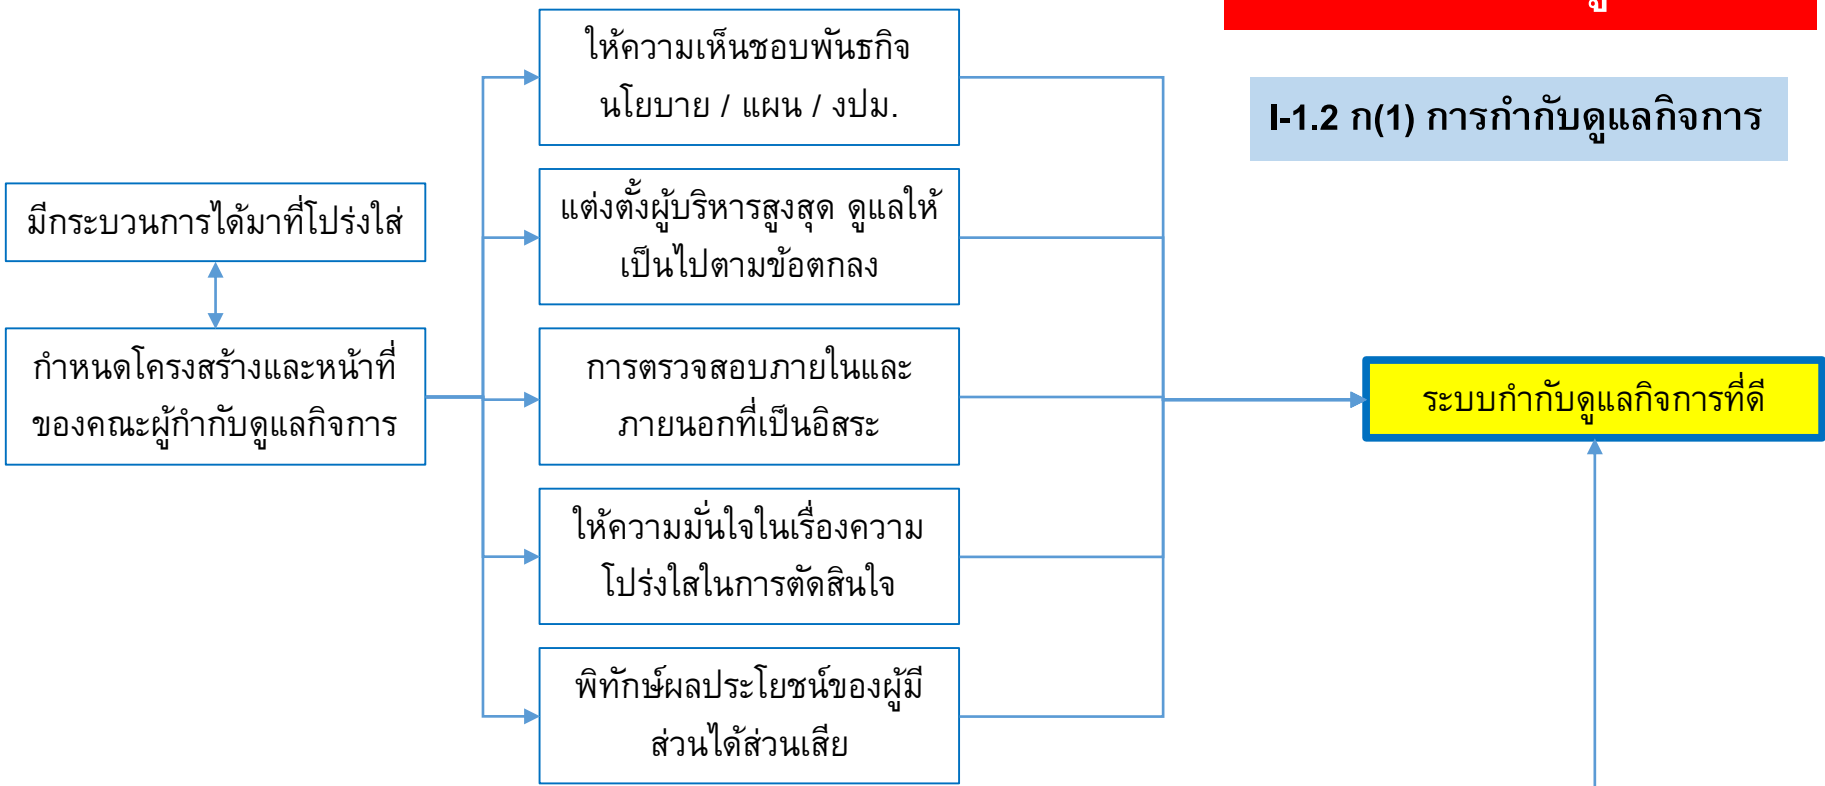 I-1.2 ก(1) การกำกับดูแลกิจการ
มีกระบวนการได้มาที่โปร่งใส่
กำหนดโครงสร้างและหน้าที่
ของคณะผู้กำกับดูแลกิจการ
ให้ความเห็นชอบพันธกิจ
นโยบาย / แผน / งปม.
แต่งตั้งผู้บริหารสูงสุด ดูแลให้
เป็นไปตามข้อตกลง
การตรวจสอบภายในและ
ภายนอกที่เป็นอิสระ
ให้ความมั่นใจในเรื่องความ
โปร่งใสในการตัดสินใจ
พิทักษ์ผลประโยชน์ของผู้มี
ส่วนได้ส่วนเสีย
ระบบกำกับดูแลกิจการที่ดี